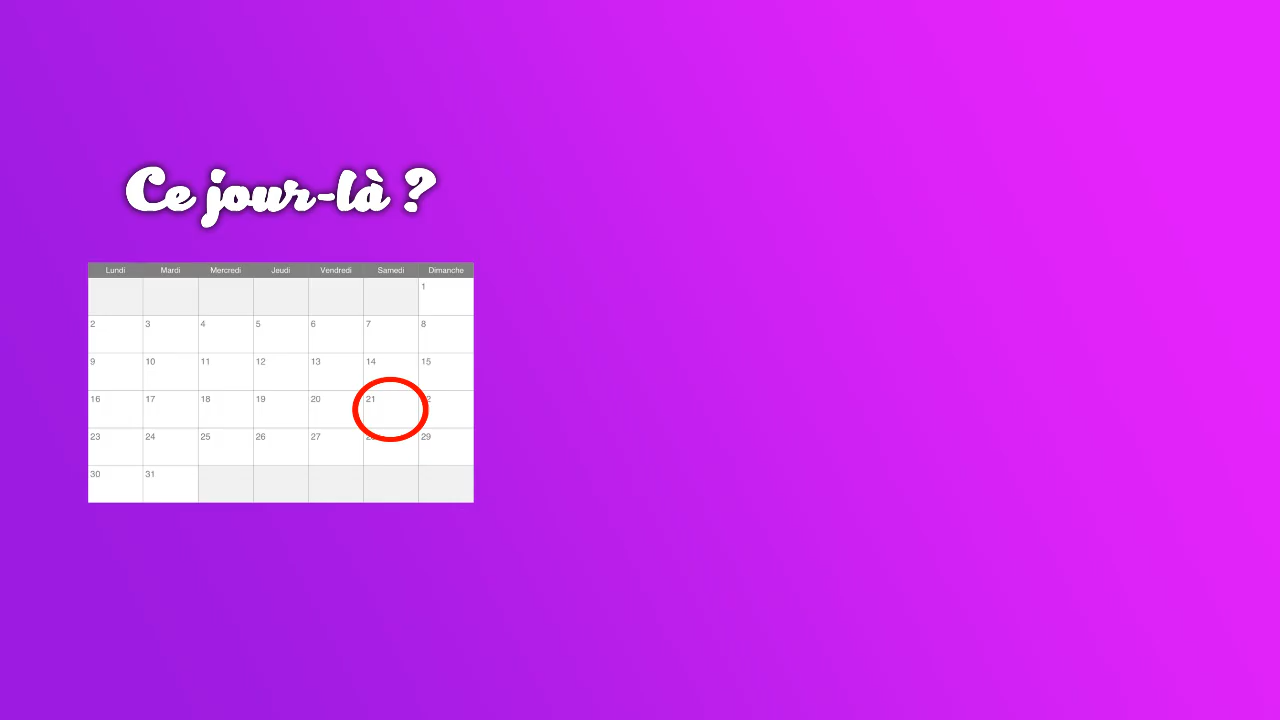 Ce jour-là ?
Lundi Mardi Mercredi Jeudi Vendredi Samedi Dimanche
1
2 3 4 5 6 7 8
9 10 11 12 13 14 15
16 17 18 19 20 21
23 24 25 26 27 29
30 31